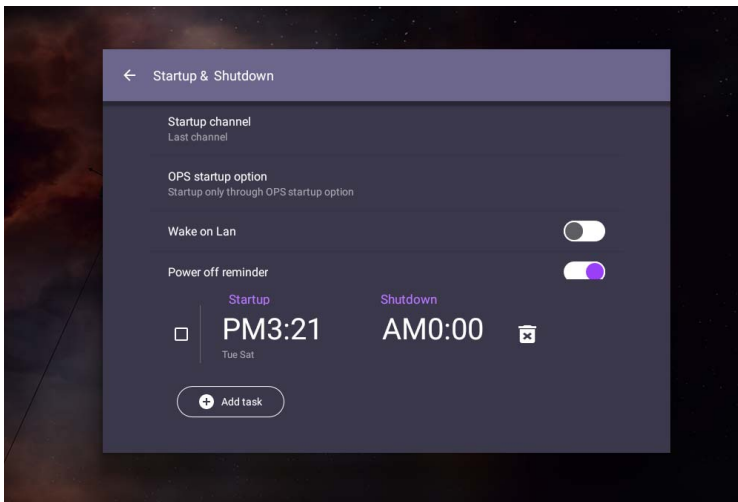 Startup & Shutdown
Startup channel
Last channel
OPS startup option
Startup only through OPS startup option
Wake on Lan
Power off reminder
Startup Shutdown
PM3:21 AM0:00
Tue Sat
Add task